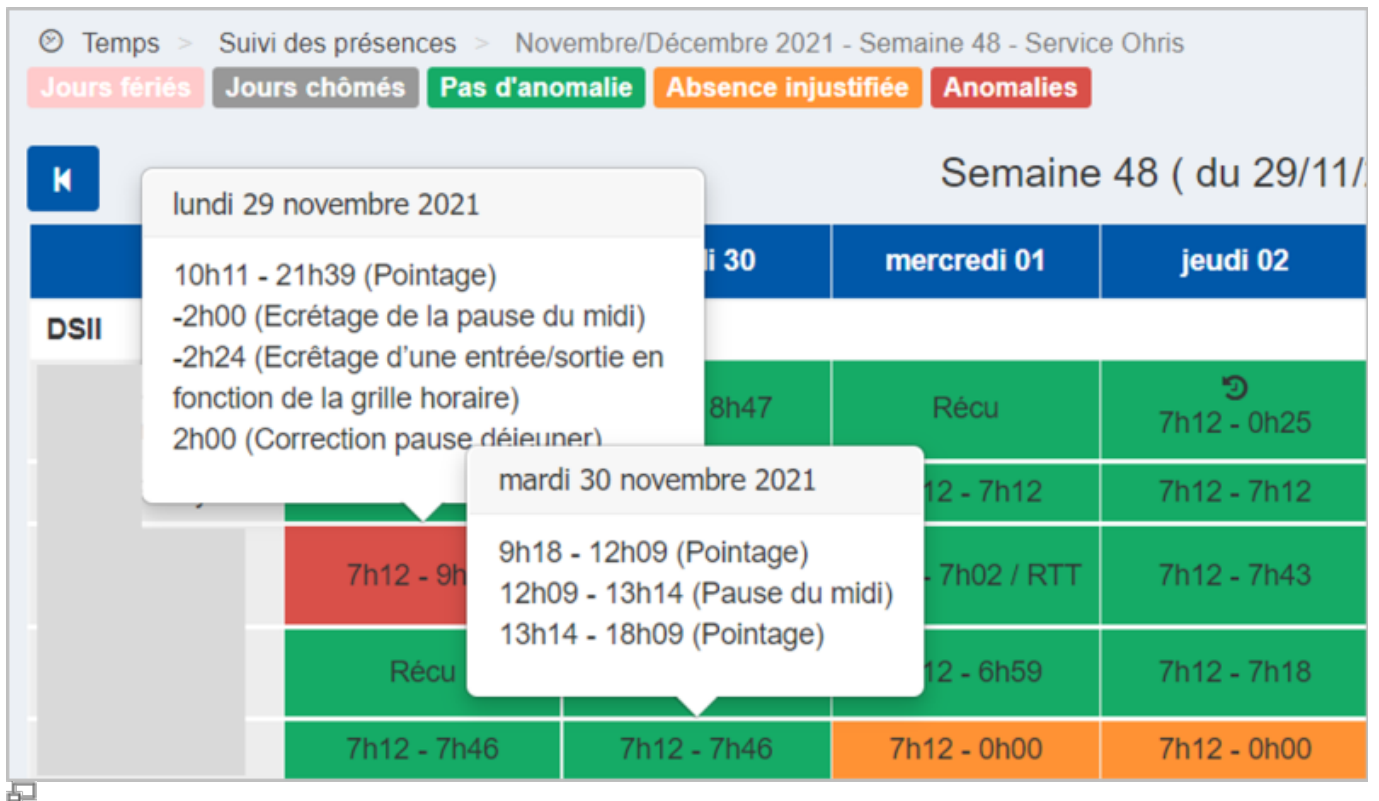 Temps > Suivi des présences > Novembre/Décembre 2021 - Semaine 48 - Service Ohris
Jours fériés Jours chômés Pas d'anomalie Absence injustifiée Anomalies
Semaine 48 ( du 29/11/
lundi 29 novembre 2021
10h11 - 21h39 (Pointage)
-2h00 (Ecrétage de la pause du midi)
-2h24 (Ecrêtage d’une entrée/sortie en
fonction de la grille horaire)
2h00 (Correction pause déjeuner)
di 30 mercredi 01 jeudi 02
DSII
8h47 Récu 7h12 - 0h25
mardi 30 novembre 2021
9h18 - 12h09 (Pointage)
12h09 - 13h14 (Pause du midi)
13h14 - 18h09 (Pointage)
12 - 7h12 7h12 - 7h12
7h12 - 9h - 7h02 / RTT 7h12 - 7h43
Récu 12 - 6h59 7h12 - 7h18
7h12 - 7h46 7h12 - 7h46 7h12 - 0h00 7h12 - 0h00